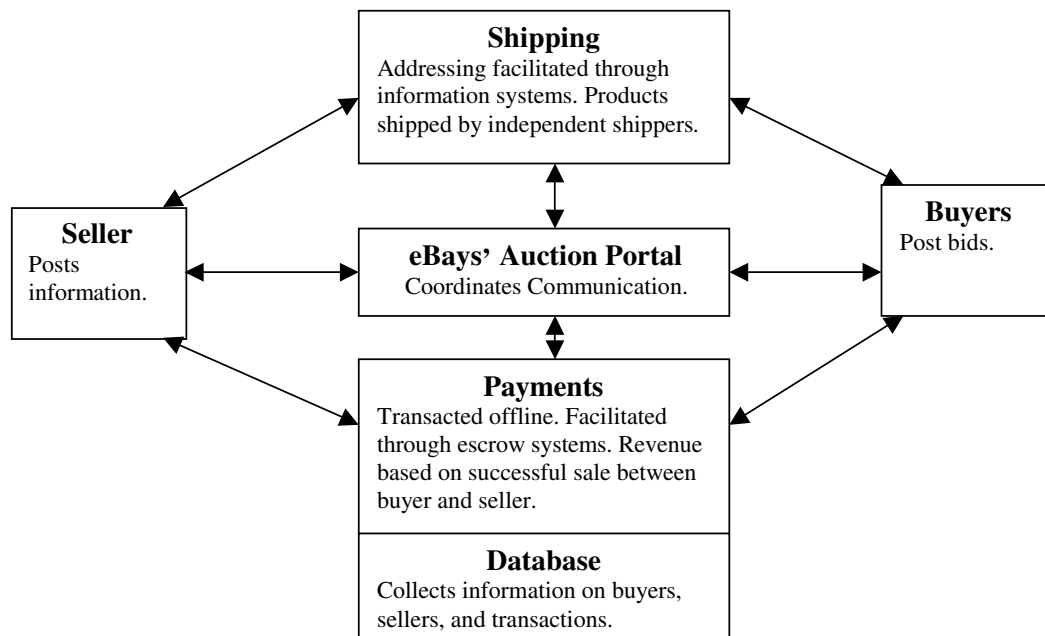 Shipping
Addressing facilitated through
information systems. Products
shipped by independent shippers.
Seller
Posts
information.
eBays’ Auction Portal
Coordinates Communication.
Buyers
Post bids.
Payments
Transacted offline. Facilitated
through escrow systems. Revenue
based on successful sale between
buyer and seller.
Database
Collects information on buyers,
sellers, and transactions.